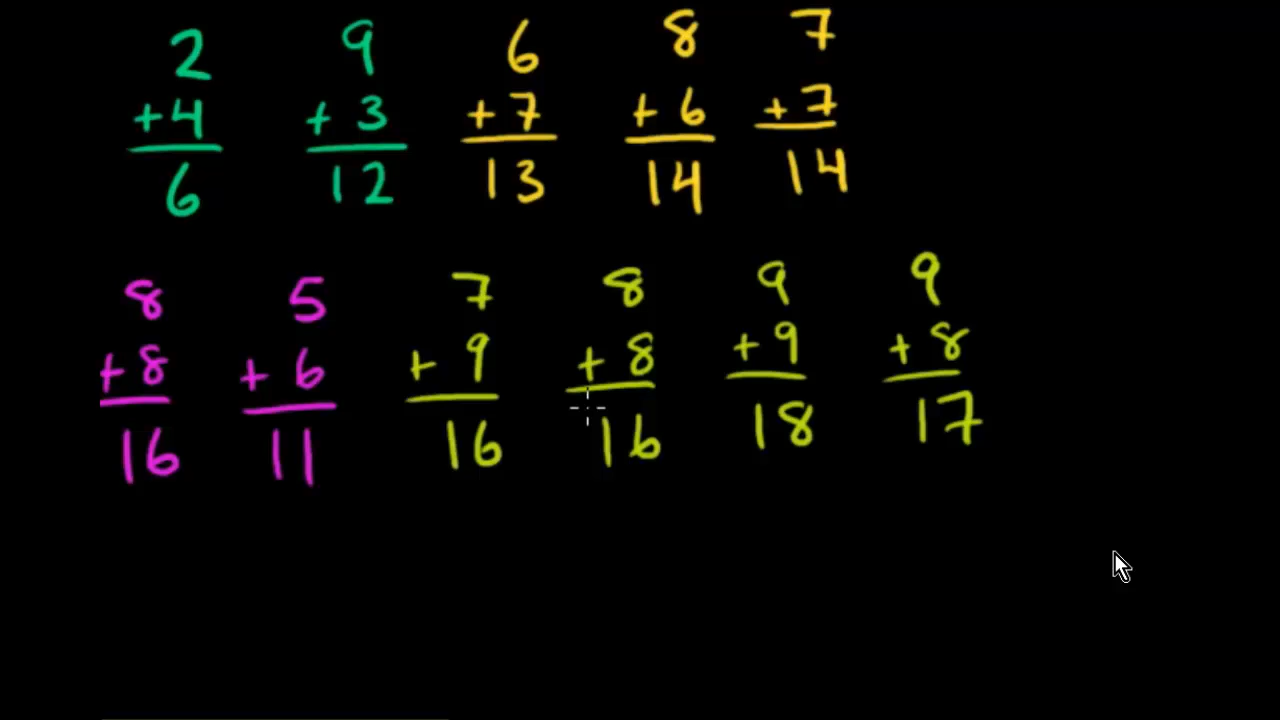 2 9 6 8 7
+4 + 3 + 7 + 6 + 7
6 12 13 14 14
8 5 7 8 9 9
+8 + 6 + 9 + 8 + 9 + 8
16 11 16 16 18 17